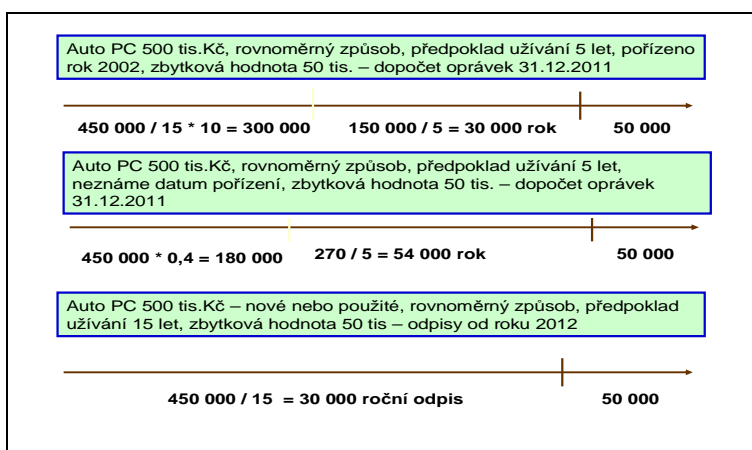 Auto PC 500 tis.Kč, rovnoměrný způsob, předpoklad užívání 5 let, pořízeno
rok 2002, zbytková hodnota 50 tis. – dopočet oprávek 31.12.2011
450 000 / 15 * 10 = 300 000 150 000 / 5 = 30 000 rok 50 000
Auto PC 500 tis.Kč, rovnoměrný způsob, předpoklad užívání 5 let,
neznáme datum pořízení, zbytková hodnota 50 tis. – dopočet oprávek
31.12.2011
450 000 * 0,4 = 180 000 270 / 5 = 54 000 rok 50 000
Auto PC 500 tis.Kč – nové nebo použité, rovnoměrný způsob, předpoklad
užívání 15 let, zbytková hodnota 50 tis – odpisy od roku 2012
450 000 / 15 = 30 000 roční odpis 50 000